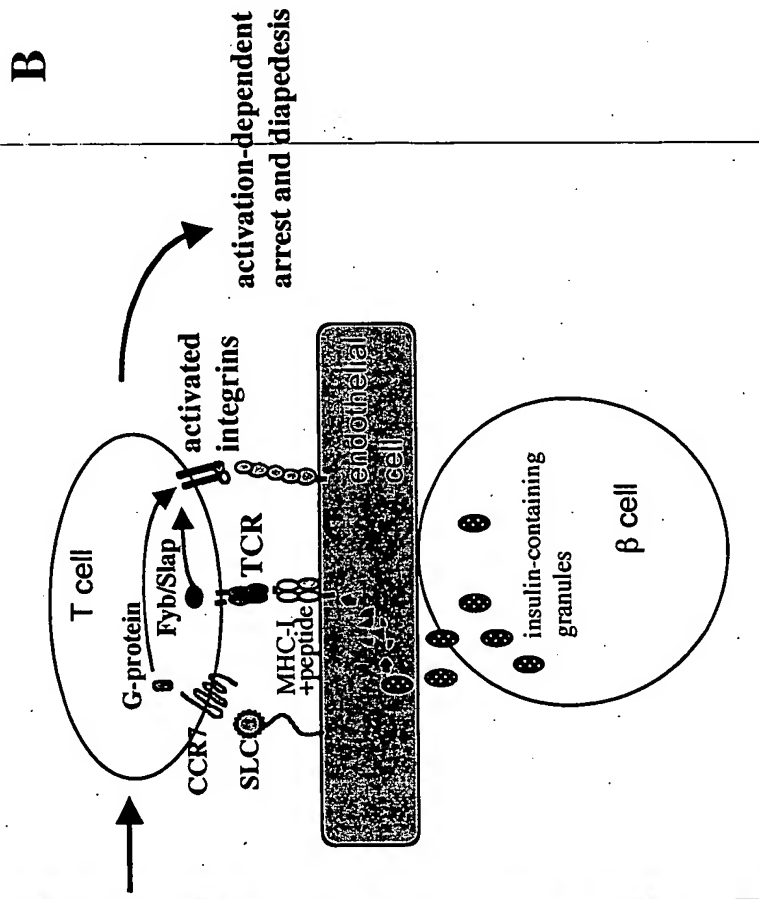 B
T cell
G-protein
Fyb/Slap
CCR7
SLC
TCR
MHC-I
+peptide
activated
integrins
activation-dependent
arrest and diapedesis
endothelial
cell
insulin-containing
granules
β cell